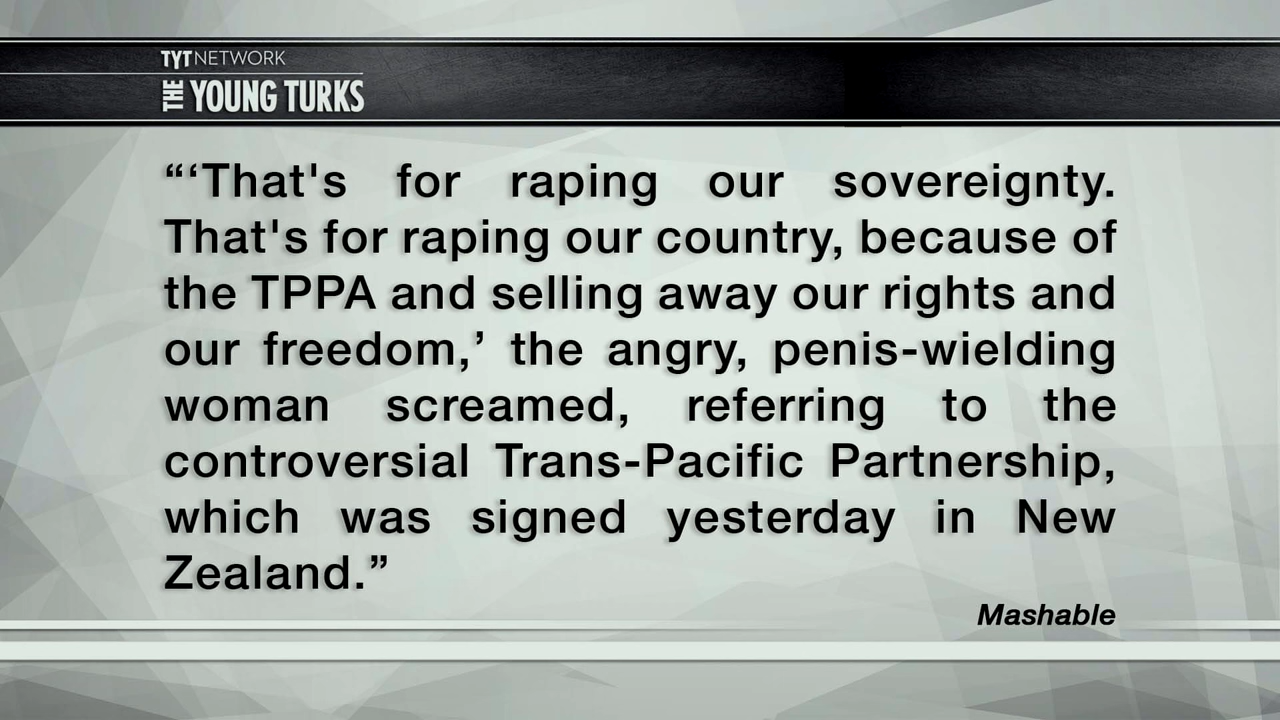 TYTNETWORK
THE YOUNG TURKS
“‘That's for raping our sovereignty.
That's for raping our country, because of
the TPPA and selling away our rights and
our freedom,’ the angry, penis-wielding
woman screamed, referring to the
controversial Trans-Pacific Partnership,
which was signed yesterday in New
Zealand.”
Mashable